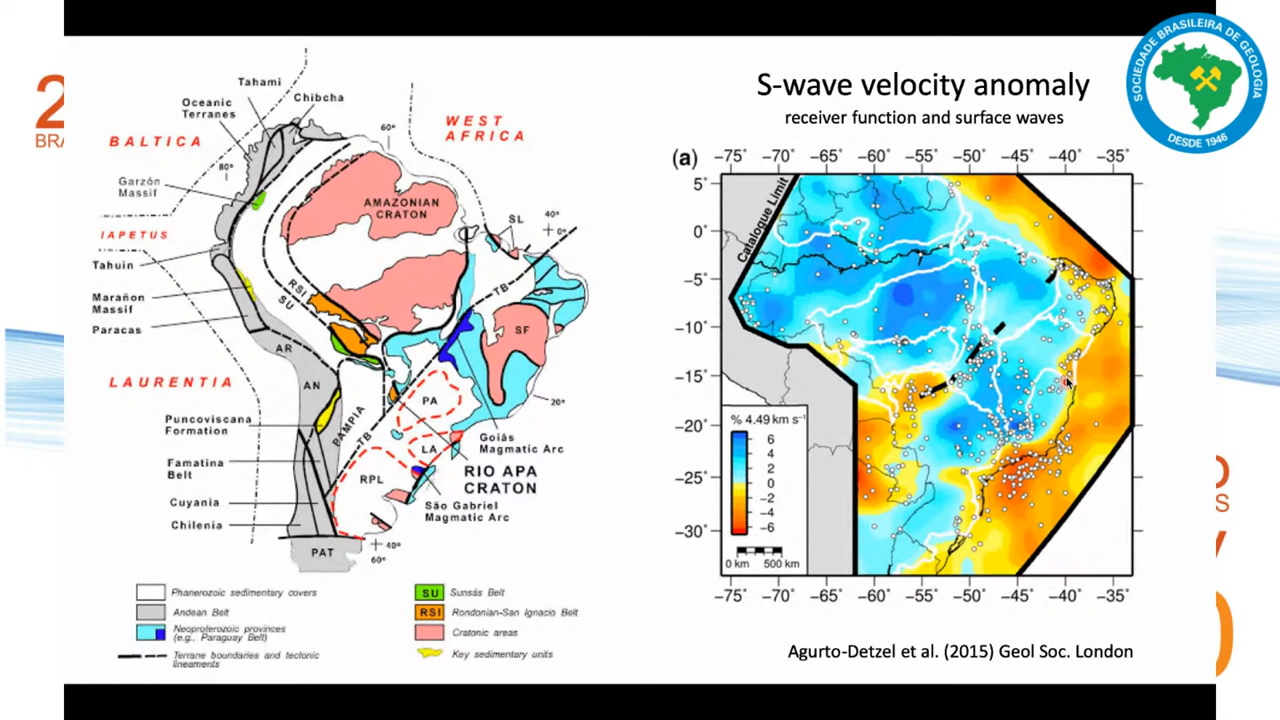 S-wave velocity anomaly
receiver function and surface waves
SOCIEDADE BRASILEIRA DE GEOLOGIA
DESDE 1946
2
BRA
Tahami
Chibcha
Oceanic
Terranes
BALTICA
WEST
AFRICA
60°
80°
Garzón
Massif
AMAZONIAN
CRATON
SL
40°
0°
IAPETUS
Tahuin
Marañon
Massif
Paracas
RSI
SU
TB
SF
AR
LAURENTIA
AN
PA
20°
Puncoviscana
Formation
PAMPIA
TB
Goiás
Magmatic Arc
LA
Famatina
Belt
RPL
RIO APA
CRATON
Cuyania
São Gabriel
Magmatic Arc
Chilenia
PAT
40°
60°
Phanerozoic sedimentary covers
Andean Belt
Neoproterozoic provinces
(e.g., Paraguay Belt)
Terrane boundaries and tectonic
lineaments
SU Sunsás Belt
RSI Rondonian-San Ignacio Belt
Cratonic areas
Key sedimentary units
(a)
−75° −70° −65° −60° −55° −50° −45° −40° −35°
5°
0°
−5°
−10°
−15°
−20°
−25°
−30°
Catalogue Limit
% 4.49 km s⁻¹
6
4
2
0
−2
−4
−6
0 km 500 km
−75° −70° −65° −60° −55° −50° −45° −40° −35°
Agurto-Detzel et al. (2015) Geol Soc. London